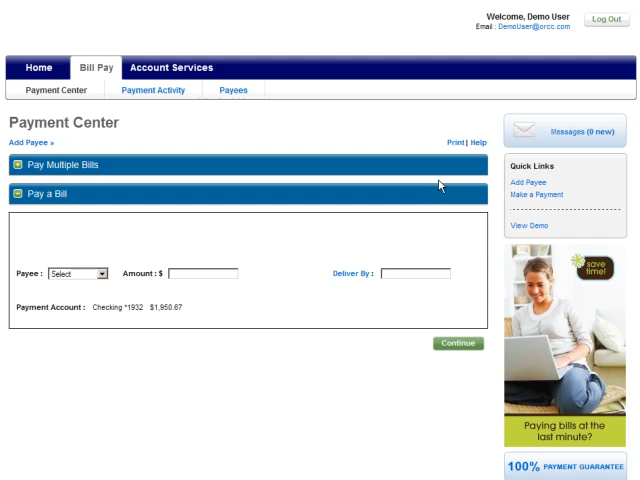 Welcome, Demo User
Log Out
Email : DemoUser@orcc.com
Home Bill Pay Account Services
Payment Center Payment Activity Payees
Payment Center
Add Payee »
Print | Help
Pay Multiple Bills
Pay a Bill
Payee : Select Amount : $ Deliver By :
Payment Account : Checking *1932 $1,950.67
Continue
Messages (0 new)
Quick Links
Add Payee
Make a Payment
View Demo
save
time!
Paying bills at the
last minute?
100% PAYMENT GUARANTEE